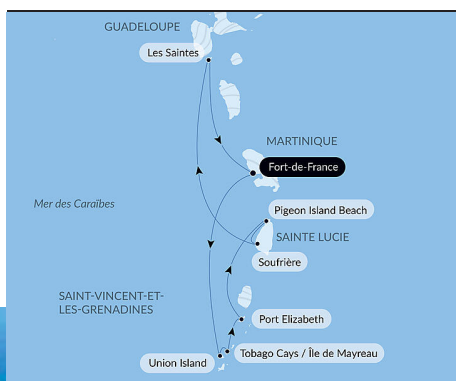 GUADELOUPE
Les Saintes
MARTINIQUE
Fort-de-France
Mer des Caraïbes
Pigeon Island Beach
SAINTE LUCIE
Soufrière
SAINT-VINCENT-ET-
LES-GRENADINES
Port Elizabeth
Tobago Cays / Île de Mayreau
Union Island